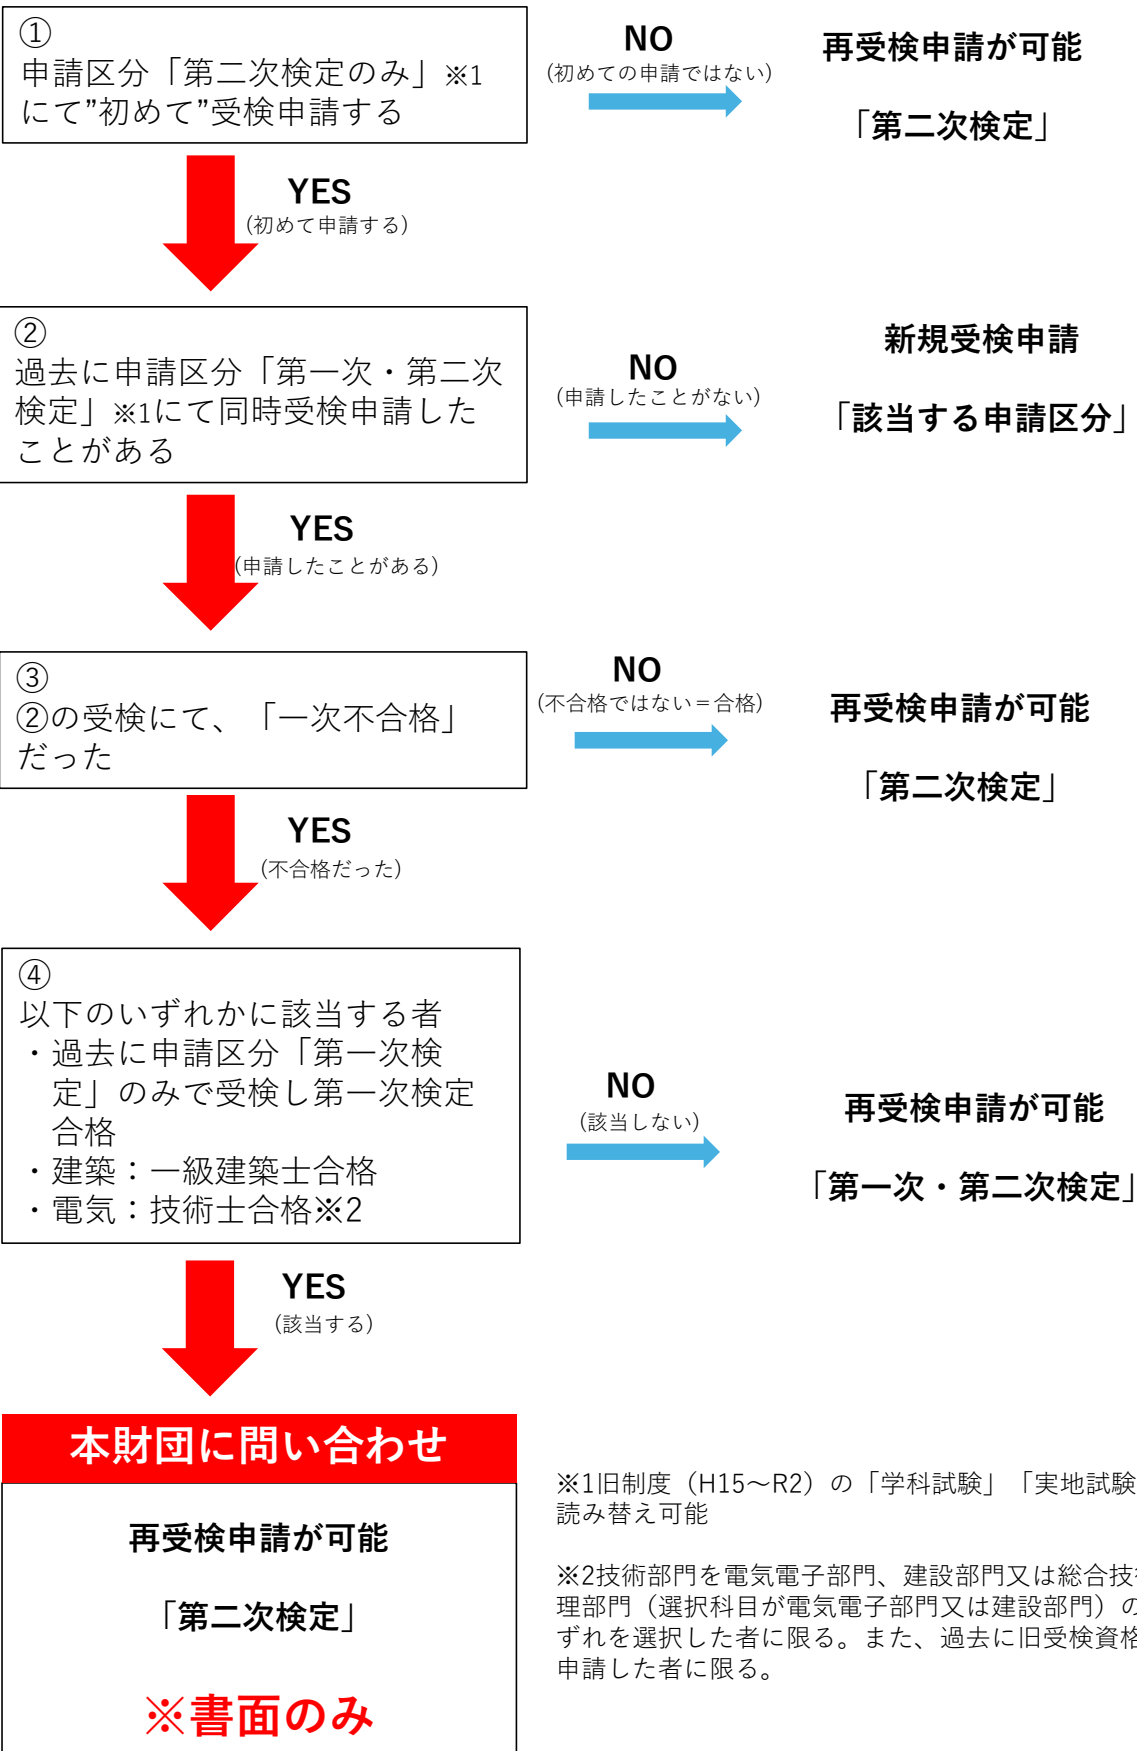 ①
申請区分「第二次検定のみ」※1
にて”初めて”受検申請する
NO
(初めての申請ではない)
再受検申請が可能
「第二次検定」
YES
(初めて申請する)
②
過去に申請区分「第一次・第二次
検定」※1にて同時受検申請した
ことがある
NO
(申請したことがない)
新規受検申請
「該当する申請区分」
YES
(申請したことがある)
③
②の受検にて、「一次不合格」
だった
NO
(不合格ではない＝合格)
再受検申請が可能
「第二次検定」
YES
(不合格だった)
④
以下のいずれかに該当する者
・過去に申請区分「第一次検
定」のみで受検し第一次検定
合格
・建築：一級建築士合格
・電気：技術士合格※2
NO
(該当しない)
再受検申請が可能
「第一次・第二次検定」
YES
(該当する)
本財団に問い合わせ
再受検申請が可能
「第二次検定」
※書面のみ
※1旧制度（H15～R2）の「学科試験」「実地試験
読み替え可能
※2技術部門を電気電子部門、建設部門又は総合技
理部門（選択科目が電気電子部門又は建設部門）の
ずれを選択した者に限る。また、過去に旧受検資格
申請した者に限る。